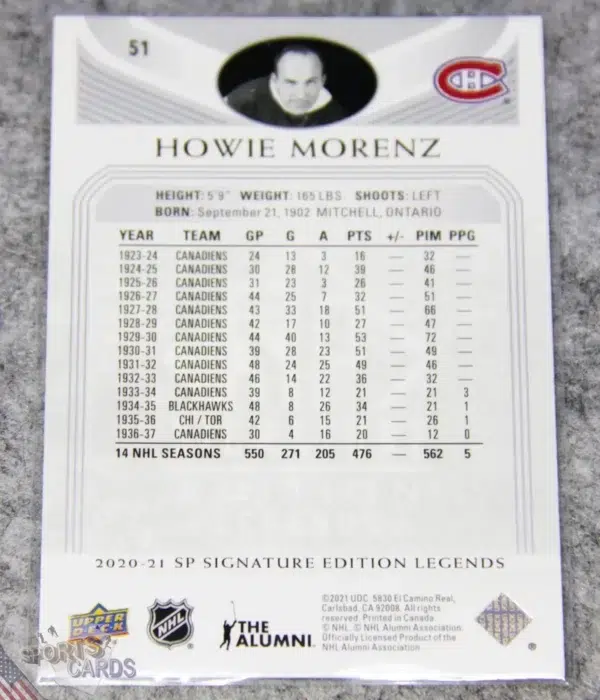 51
CH
HOWIE MORENZ
HEIGHT: 5'9" WEIGHT: 165 LBS SHOOTS: LEFT
BORN: September 21, 1902 MITCHELL, ONTARIO
YEAR TEAM GP G A PTS +/- PIM PPG
1923-24 CANADIENS 24 13 3 16 — 32 —
1924-25 CANADIENS 30 28 12 39 — 46 —
1925-26 CANADIENS 31 23 3 26 — 41 —
1926-27 CANADIENS 44 25 7 32 — 51 —
1927-28 CANADIENS 43 33 18 51 — 66 —
1928-29 CANADIENS 42 17 10 27 — 47 —
1929-30 CANADIENS 44 40 13 53 — 72 —
1930-31 CANADIENS 39 28 23 51 — 49 —
1931-32 CANADIENS 48 24 25 49 — 46 —
1932-33 CANADIENS 46 14 22 36 — 32 —
1933-34 CANADIENS 39 8 12 21 — 21 3
1934-35 BLACKHAWKS 48 8 26 34 — 21 1
1935-36 CHI / TOR 42 6 15 21 — 26 1
1936-37 CANADIENS 30 4 16 20 — 12 0
14 NHL SEASONS 550 271 205 476 — 562 5
2020-21 SP SIGNATURE EDITION LEGENDS
UPPER DECK
NHL
THE ALUMNI
©2021 UDC. 5830 El Camino Real,
Carlsbad, CA 92008. All rights
reserved. Printed in Canada
© NHL. © NHL Alumni Association.
Officially Licensed Product of the
NHL Alumni Association
SPORTS
CARDS